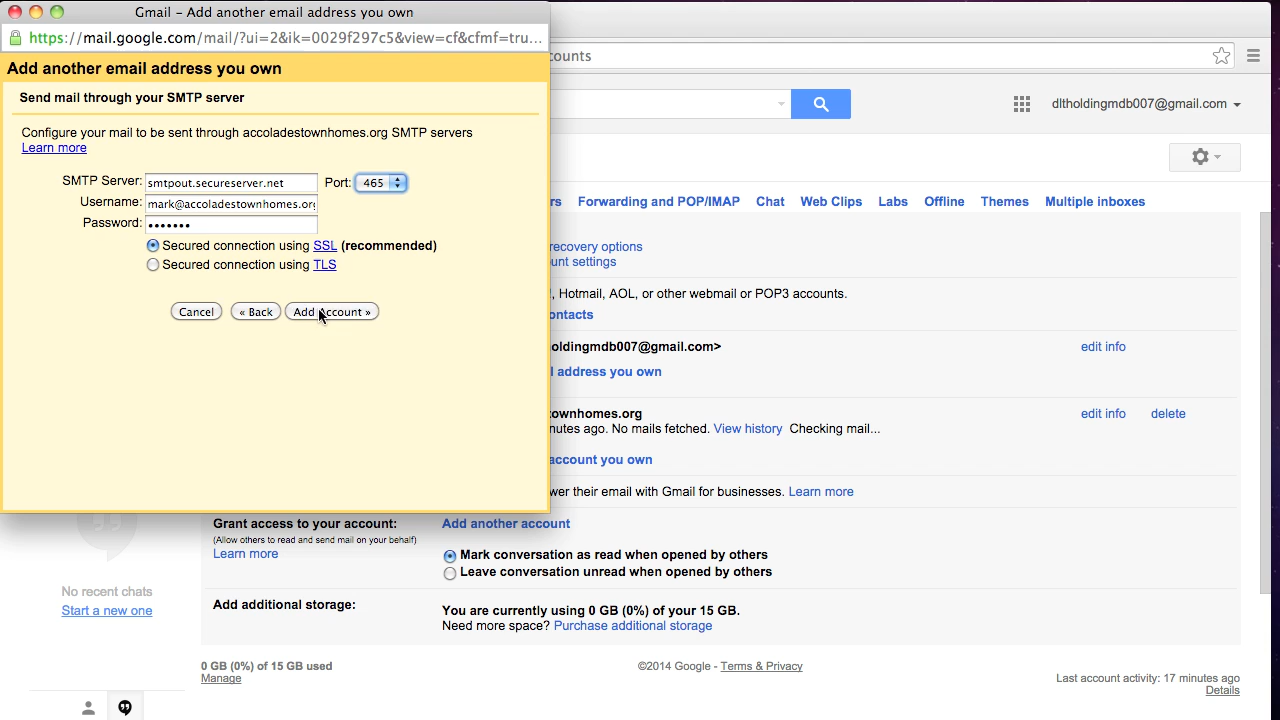 Gmail – Add another email address you own
https://mail.google.com/mail/?ui=2&ik=0029f297c5&view=cf&cfmf=tru...
counts
Add another email address you own
Send mail through your SMTP server
dltholdingmdb007@gmail.com
Configure your mail to be sent through accoladestownhomes.org SMTP servers
Learn more
SMTP Server: smtpout.secureserver.net Port: 465
Username: mark@accoladestownhomes.org
Password: •••••••
Secured connection using SSL (recommended)
Secured connection using TLS
Cancel « Back Add Account »
rs Forwarding and POP/IMAP Chat Web Clips Labs Offline Themes Multiple inboxes
recovery options
unt settings
, Hotmail, AOL, or other webmail or POP3 accounts.
ontacts
oldingmdb007@gmail.com> edit info
l address you own
ownhomes.org edit info delete
nutes ago. No mails fetched. View history Checking mail...
account you own
wer their email with Gmail for businesses. Learn more
Grant access to your account: Add another account
(Allow others to read and send mail on your behalf)
Learn more
Mark conversation as read when opened by others
Leave conversation unread when opened by others
No recent chats
Start a new one
Add additional storage: You are currently using 0 GB (0%) of your 15 GB.
Need more space? Purchase additional storage
0 GB (0%) of 15 GB used
Manage
©2014 Google - Terms & Privacy
Last account activity: 17 minutes ago
Details